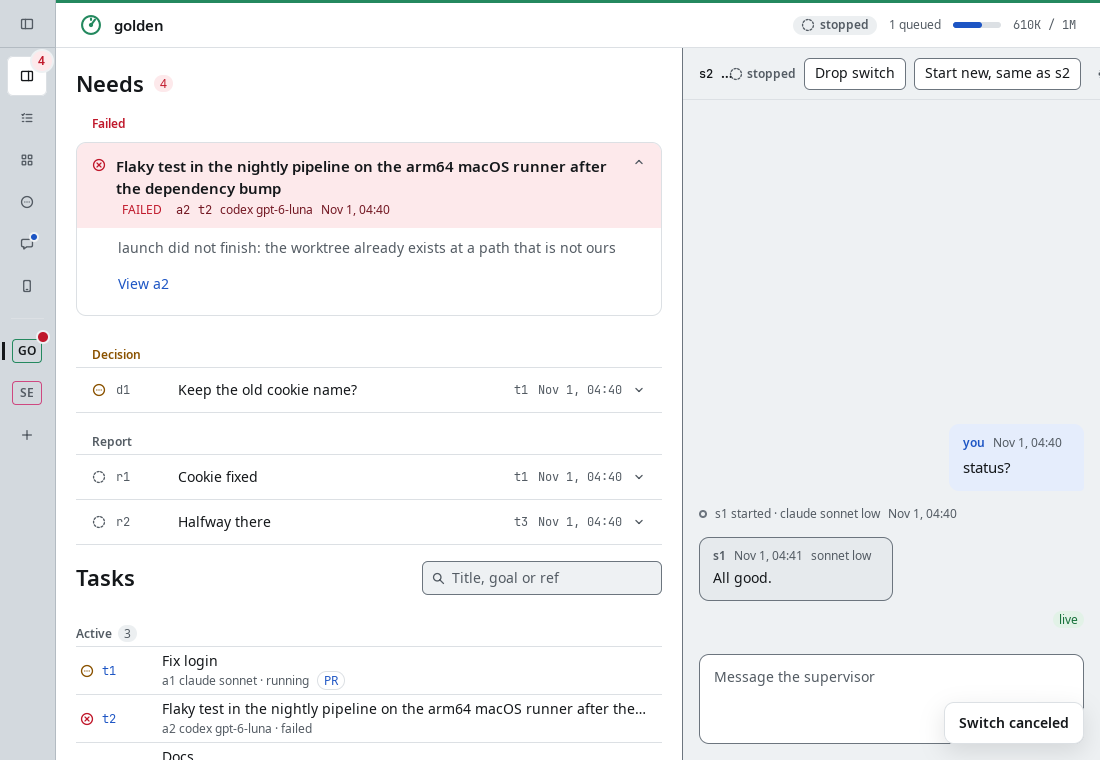 golden
stopped
1 queued
610K / 1M
4
GO
SE
Needs 4
Failed
Flaky test in the nightly pipeline on the arm64 macOS runner after
the dependency bump
FAILED a2 t2 codex gpt-6-luna Nov 1, 04:40
launch did not finish: the worktree already exists at a path that is not ours
View a2
Decision
d1 Keep the old cookie name? t1 Nov 1, 04:40
Report
r1 Cookie fixed t1 Nov 1, 04:40
r2 Halfway there t3 Nov 1, 04:40
Tasks
Title, goal or ref
Active 3
t1 Fix login
a1 claude sonnet · running PR
t2 Flaky test in the nightly pipeline on the arm64 macOS runner after the…
a2 codex gpt-6-luna · failed
Docs
s2 … stopped Drop switch Start new, same as s2
you Nov 1, 04:40
status?
s1 started · claude sonnet low Nov 1, 04:40
s1 Nov 1, 04:41 sonnet low
All good.
live
Message the supervisor
Switch canceled